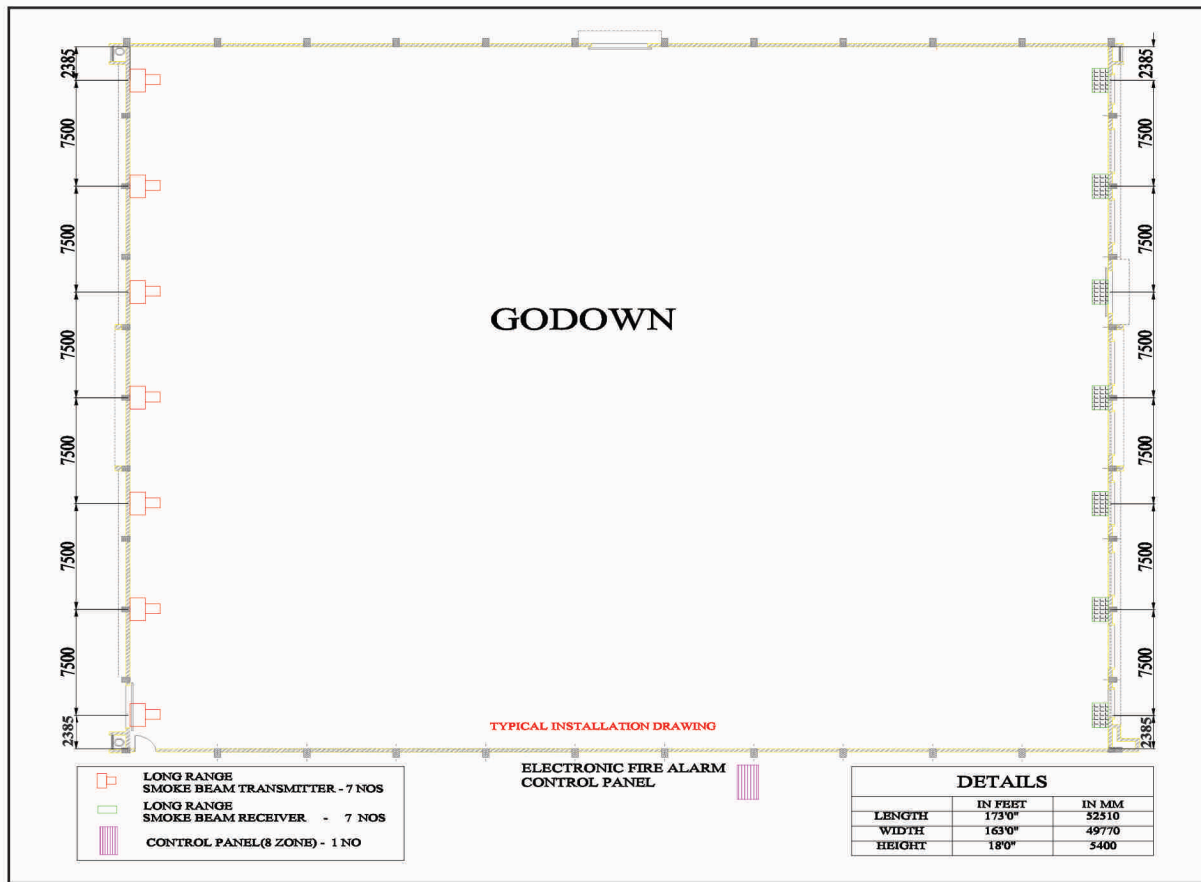 2385
7500
7500
7500
7500
7500
7500
2385
2385
7500
7500
7500
7500
7500
7500
2385
GODOWN
TYPICAL INSTALLATION DRAWING
LONG RANGE
SMOKE BEAM TRANSMITTER - 7 NOS
LONG RANGE
SMOKE BEAM RECEIVER - 7 NOS
CONTROL PANEL(8 ZONE) - 1 NO
ELECTRONIC FIRE ALARM
CONTROL PANEL
DETAILS
IN FEET IN MM
LENGTH 173'0" 52510
WIDTH 163'0" 49770
HEIGHT 18'0" 5400